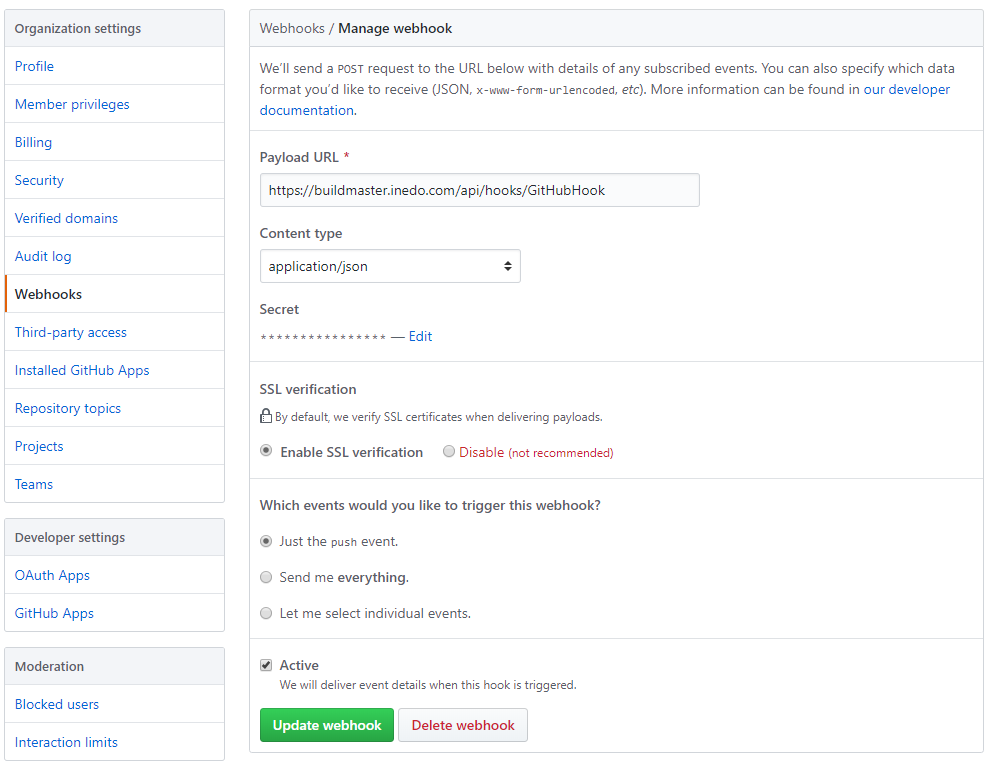 Organization settings
Profile
Member privileges
Billing
Security
Verified domains
Audit log
Webhooks
Third-party access
Installed GitHub Apps
Repository topics
Projects
Teams
Developer settings
OAuth Apps
GitHub Apps
Moderation
Blocked users
Interaction limits
Webhooks / Manage webhook
We’ll send a POST request to the URL below with details of any subscribed events. You can also specify which data
format you’d like to receive (JSON, x-www-form-urlencoded, etc). More information can be found in our developer
documentation.
Payload URL *
https://buildmaster.inedo.com/api/hooks/GitHubHook
Content type
application/json
Secret
**************** — Edit
SSL verification
By default, we verify SSL certificates when delivering payloads.
Enable SSL verification Disable (not recommended)
Which events would you like to trigger this webhook?
Just the push event.
Send me everything.
Let me select individual events.
Active
We will deliver event details when this hook is triggered.
Update webhook Delete webhook